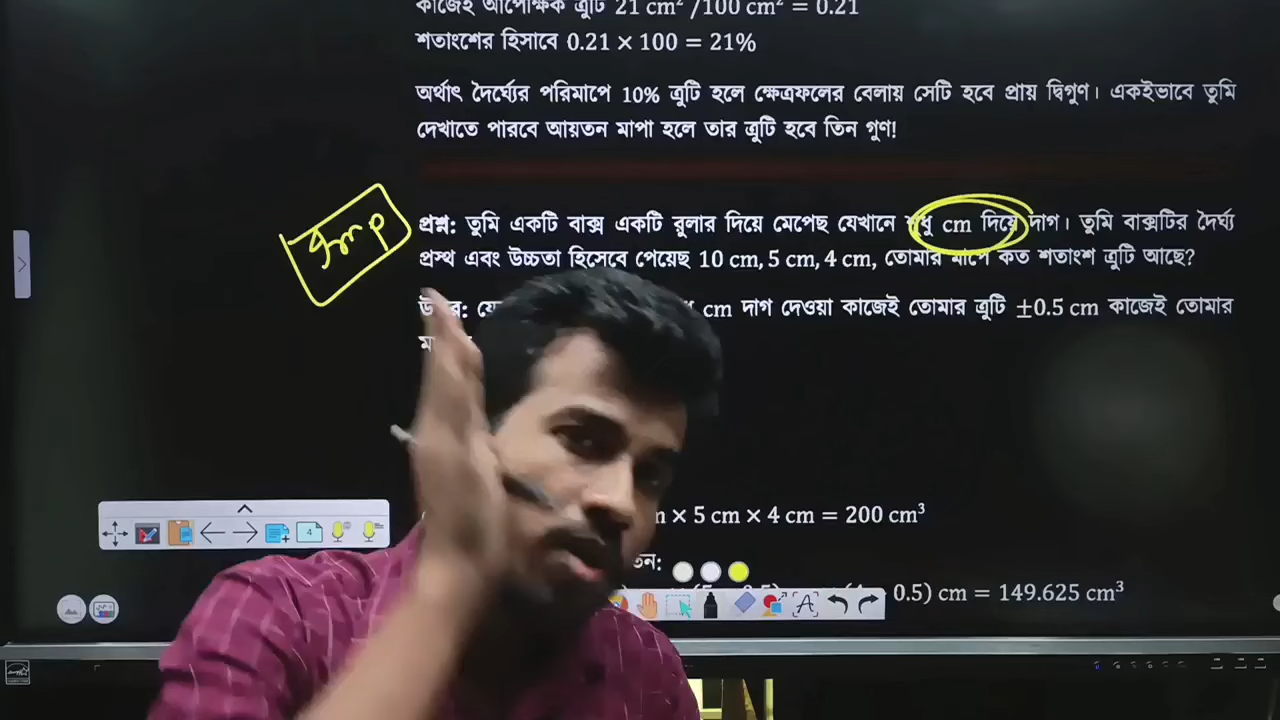 কাজেই আপেক্ষিক ত্রুটি 21 cm² /100 cm² = 0.21
শতাংশের হিসাবে 0.21 × 100 = 21%
অর্থাৎ দৈর্ঘ্যের পরিমাপে 10% ত্রুটি হলে ক্ষেত্রফলের বেলায় সেটি হবে প্রায় দ্বিগুণ। একইভাবে তুমি
দেখাতে পারবে আয়তন মাপা হলে তার ত্রুটি হবে তিন গুণ!
Imp
প্রশ্ন: তুমি একটি বাক্স একটি রুলার দিয়ে মেপেছ যেখানে শুধু cm দিয়ে দাগ। তুমি বাক্সটির দৈর্ঘ্য
প্রস্থ এবং উচ্চতা হিসেবে পেয়েছ 10 cm, 5 cm, 4 cm, তোমার মাপে কত শতাংশ ত্রুটি আছে?
cm দাগ দেওয়া কাজেই তোমার ত্রুটি ±0.5 cm কাজেই তোমার
× 5 cm × 4 cm = 200 cm³
0.5) cm = 149.625 cm³
4
A